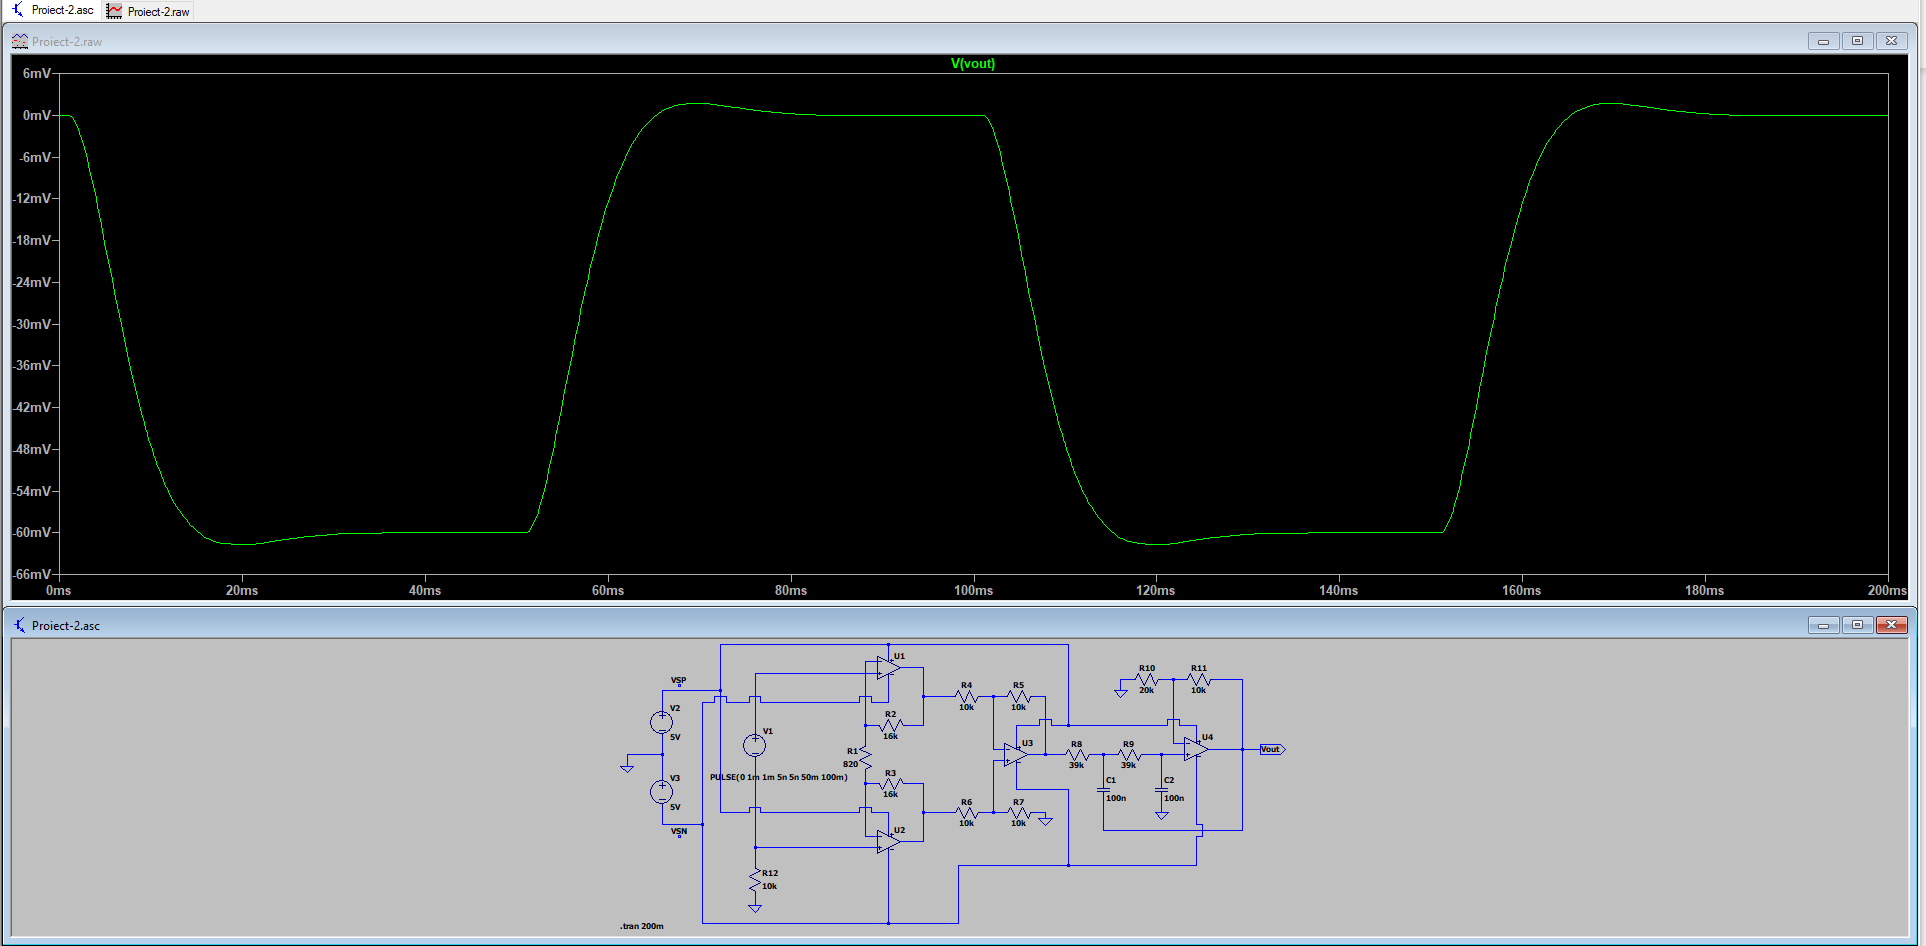 Proiect-2.asc
Proiect-2.raw
Proiect-2.raw
V(vout)
6mV
0mV
-6mV
-12mV
-18mV
-24mV
-30mV
-36mV
-42mV
-48mV
-54mV
-60mV
-66mV
0ms 20ms 40ms 60ms 80ms 100ms 120ms 140ms 160ms 180ms 200ms
Proiect-2.asc
VSP
V2
5V
V3
5V
VSN
V1
PULSE(0 1m 1m 5n 5n 50m 100m)
R12
10k
U1
R2
16k
R1
820
R3
16k
U2
R4
10k
R5
10k
R6
10k
R7
10k
U3
R8
39k
R9
39k
C1
100n
C2
100n
R10
20k
R11
10k
U4
Vout
.tran 200m